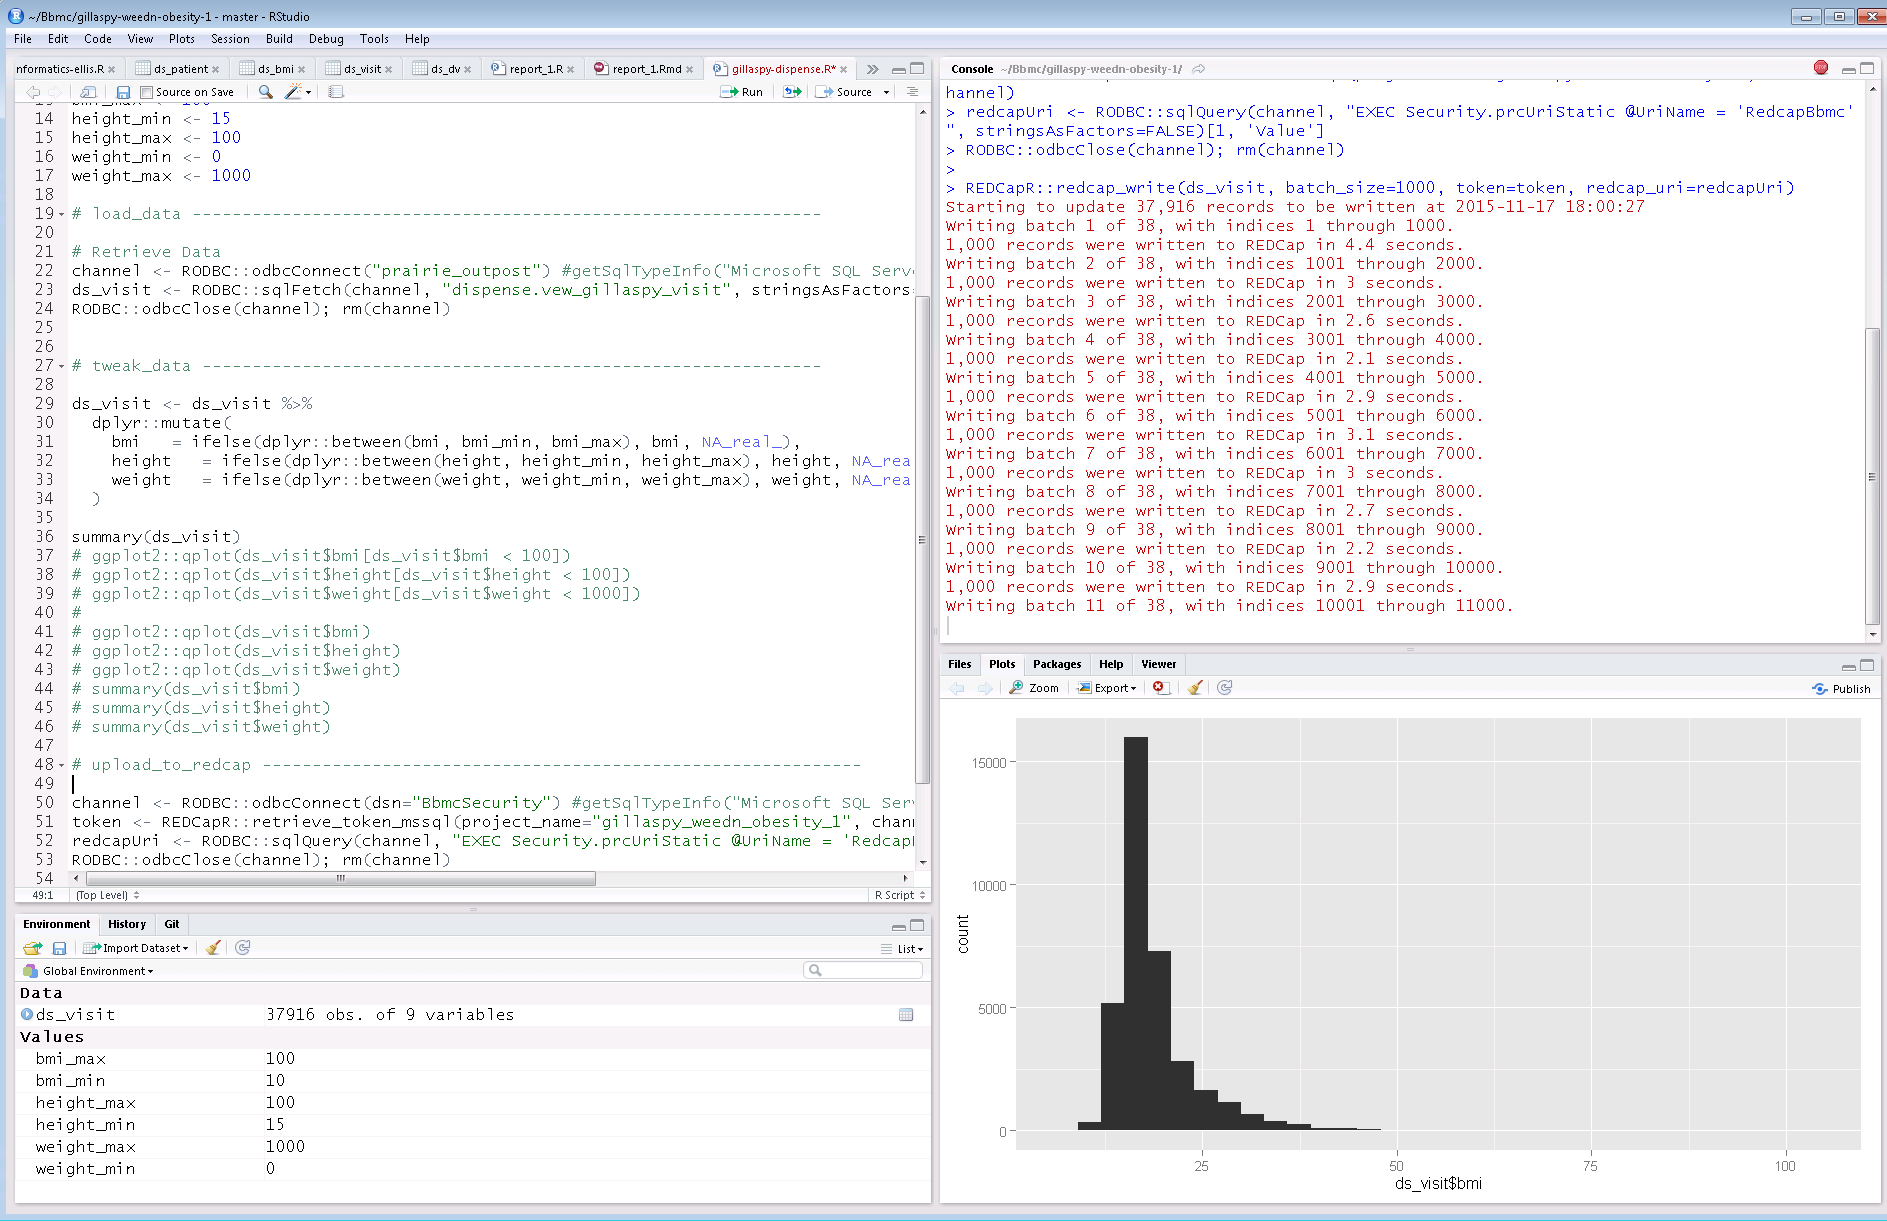 ~/Bbmc/gillaspy-weedn-obesity-1 - master - RStudio
File Edit Code View Plots Session Build Debug Tools Help
nformatics-ellis.R ds_patient ds_bmi ds_visit ds_dv report_1.R report_1.Rmd gillaspy-dispense.R*
Source on Save Run Source
14 height_min <- 15
15 height_max <- 100
16 weight_min <- 0
17 weight_max <- 1000
18
19 # load_data ---------------------------------------------------------------
20
21 # Retrieve Data
22 channel <- RODBC::odbcConnect("prairie_outpost") #getSqlTypeInfo("Microsoft SQL Serve
23 ds_visit <- RODBC::sqlFetch(channel, "dispense.vew_gillaspy_visit", stringsAsFactors=
24 RODBC::odbcClose(channel); rm(channel)
25
26
27 # tweak_data --------------------------------------------------------------
28
29 ds_visit <- ds_visit %>%
30 dplyr::mutate(
31 bmi = ifelse(dplyr::between(bmi, bmi_min, bmi_max), bmi, NA_real_),
32 height = ifelse(dplyr::between(height, height_min, height_max), height, NA_rea
33 weight = ifelse(dplyr::between(weight, weight_min, weight_max), weight, NA_rea
34 )
35
36 summary(ds_visit)
37 # ggplot2::qplot(ds_visit$bmi[ds_visit$bmi < 100])
38 # ggplot2::qplot(ds_visit$height[ds_visit$height < 100])
39 # ggplot2::qplot(ds_visit$weight[ds_visit$weight < 1000])
40 #
41 # ggplot2::qplot(ds_visit$bmi)
42 # ggplot2::qplot(ds_visit$height)
43 # ggplot2::qplot(ds_visit$weight)
44 # summary(ds_visit$bmi)
45 # summary(ds_visit$height)
46 # summary(ds_visit$weight)
47
48 # upload_to_redcap ------------------------------------------------------------
49
50 channel <- RODBC::odbcConnect(dsn="BbmcSecurity") #getSqlTypeInfo("Microsoft SQL Serv
51 token <- REDCapR::retrieve_token_mssql(project_name="gillaspy_weedn_obesity_1", chann
52 redcapUri <- RODBC::sqlQuery(channel, "EXEC Security.prcUriStatic @UriName = 'RedcapB
53 RODBC::odbcClose(channel); rm(channel)
54
49:1 (Top Level) R Script
Environment History Git
Import Dataset List
Global Environment
Data
ds_visit 37916 obs. of 9 variables
Values
bmi_max 100
bmi_min 10
height_max 100
height_min 15
weight_max 1000
weight_min 0
Console ~/Bbmc/gillaspy-weedn-obesity-1/
hannel)
> redcapUri <- RODBC::sqlQuery(channel, "EXEC Security.prcUriStatic @UriName = 'RedcapBbmc'
", stringsAsFactors=FALSE)[1, 'Value']
> RODBC::odbcClose(channel); rm(channel)
>
> REDCapR::redcap_write(ds_visit, batch_size=1000, token=token, redcap_uri=redcapUri)
Starting to update 37,916 records to be written at 2015-11-17 18:00:27
Writing batch 1 of 38, with indices 1 through 1000.
1,000 records were written to REDCap in 4.4 seconds.
Writing batch 2 of 38, with indices 1001 through 2000.
1,000 records were written to REDCap in 3 seconds.
Writing batch 3 of 38, with indices 2001 through 3000.
1,000 records were written to REDCap in 2.6 seconds.
Writing batch 4 of 38, with indices 3001 through 4000.
1,000 records were written to REDCap in 2.1 seconds.
Writing batch 5 of 38, with indices 4001 through 5000.
1,000 records were written to REDCap in 2.9 seconds.
Writing batch 6 of 38, with indices 5001 through 6000.
1,000 records were written to REDCap in 3.1 seconds.
Writing batch 7 of 38, with indices 6001 through 7000.
1,000 records were written to REDCap in 3 seconds.
Writing batch 8 of 38, with indices 7001 through 8000.
1,000 records were written to REDCap in 2.7 seconds.
Writing batch 9 of 38, with indices 8001 through 9000.
1,000 records were written to REDCap in 2.2 seconds.
Writing batch 10 of 38, with indices 9001 through 10000.
1,000 records were written to REDCap in 2.9 seconds.
Writing batch 11 of 38, with indices 10001 through 11000.
Files Plots Packages Help Viewer
Zoom Export Publish
15000
10000
5000
0
count
25 50 75 100
ds_visit$bmi